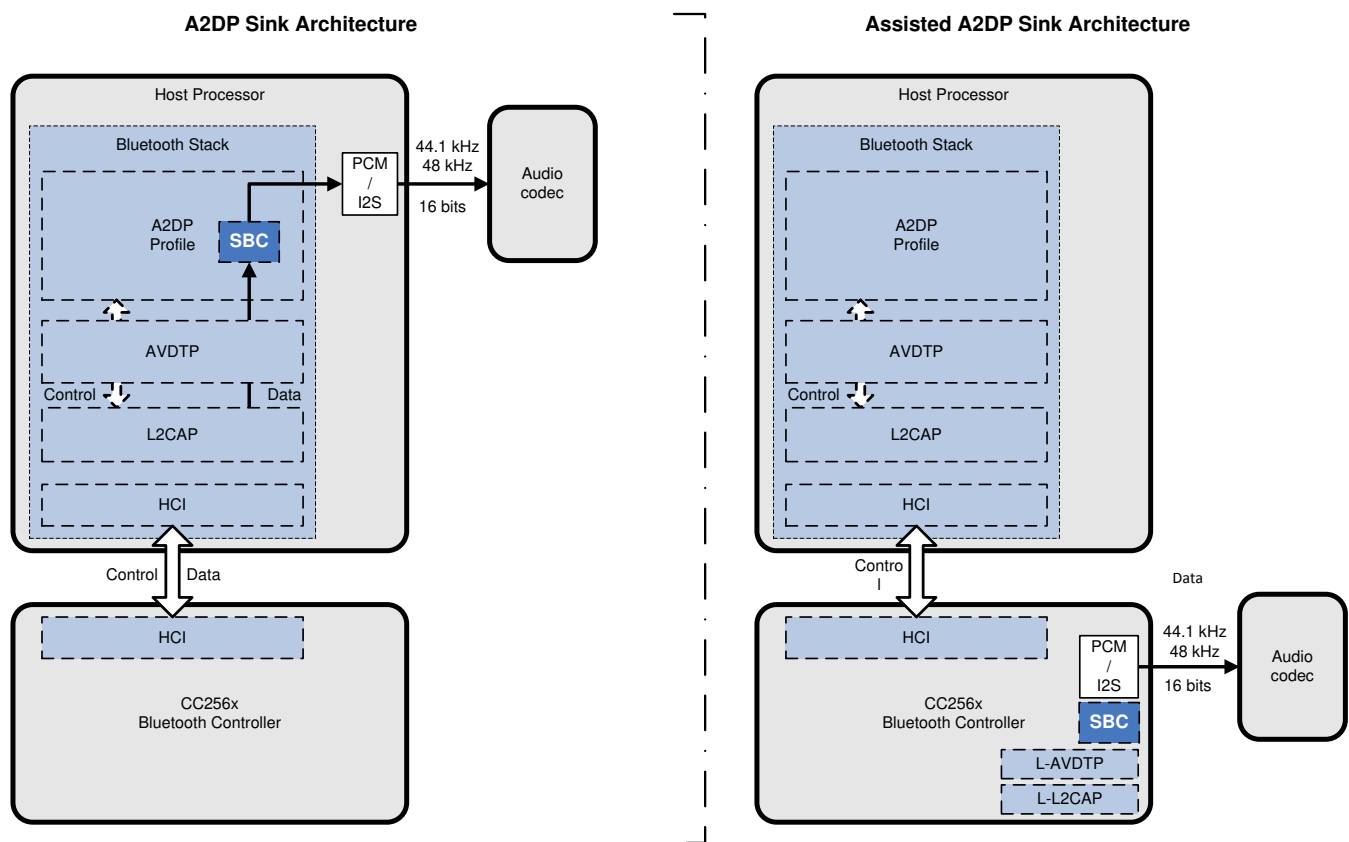 A2DP Sink Architecture
Host Processor
Bluetooth Stack
A2DP
Profile
SBC
PCM
/
I2S
44.1 kHz
48 kHz
16 bits
Audio
codec
AVDTP
Control
Data
L2CAP
HCI
Control
Data
HCI
CC256x
Bluetooth Controller
Assisted A2DP Sink Architecture
Host Processor
Bluetooth Stack
A2DP
Profile
AVDTP
Control
L2CAP
HCI
Contro
l
Data
HCI
CC256x
Bluetooth Controller
PCM
/
I2S
44.1 kHz
48 kHz
16 bits
Audio
codec
SBC
L-AVDTP
L-L2CAP